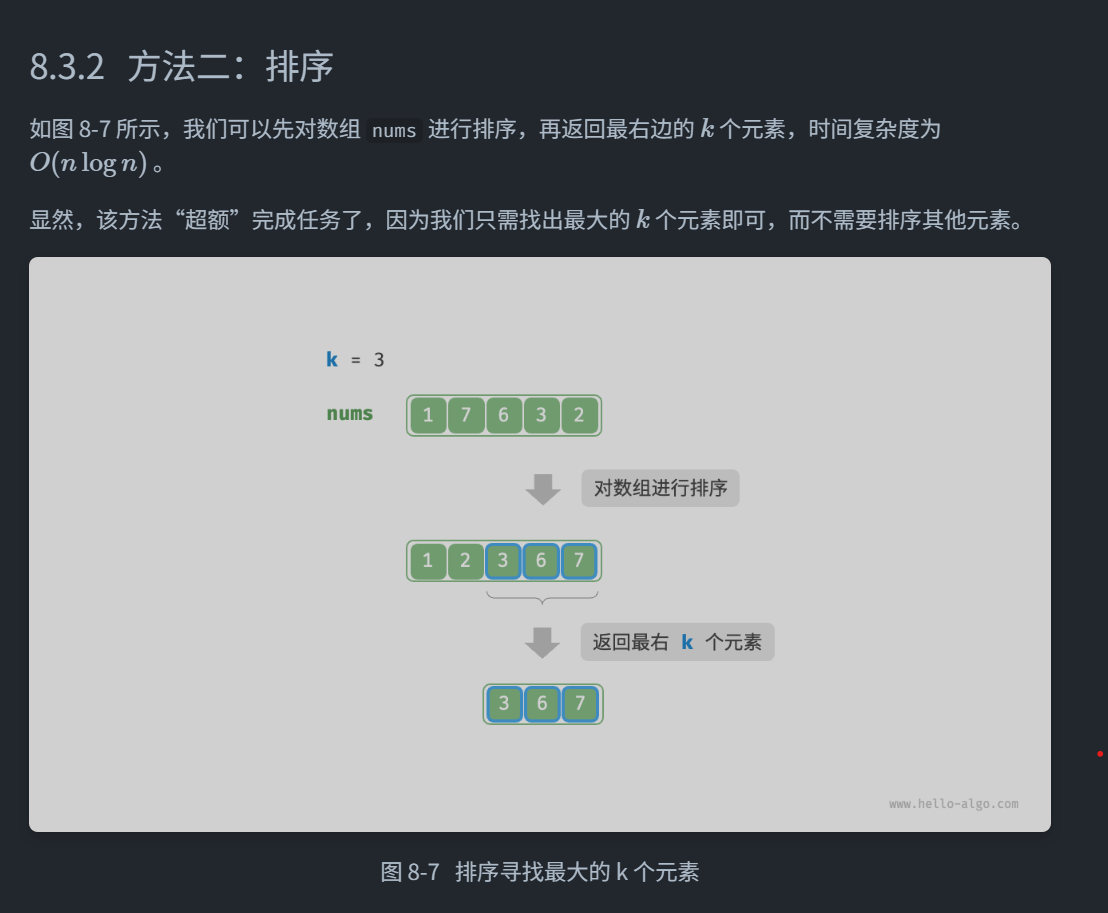 8.3.2 方法二：排序
如图 8-7 所示，我们可以先对数组 nums 进行排序，再返回最右边的 k 个元素，时间复杂度为
O(n log n) 。
显然，该方法“超额”完成任务了，因为我们只需找出最大的 k 个元素即可，而不需要排序其他元素。
k = 3
nums 1 7 6 3 2
对数组进行排序
1 2 3 6 7
返回最右 k 个元素
3 6 7
www.hello-algo.com
图 8-7 排序寻找最大的 k 个元素